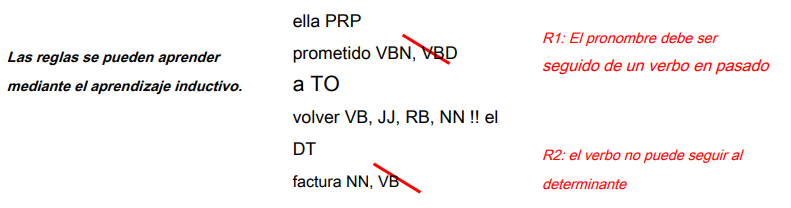 Las reglas se pueden aprender
mediante el aprendizaje inductivo.
ella PRP
prometido VBN, VBD
a TO
volver VB, JJ, RB, NN !! el
DT
factura NN, VB
R1: El pronombre debe ser
seguido de un verbo en pasado
R2: el verbo no puede seguir al
determinante